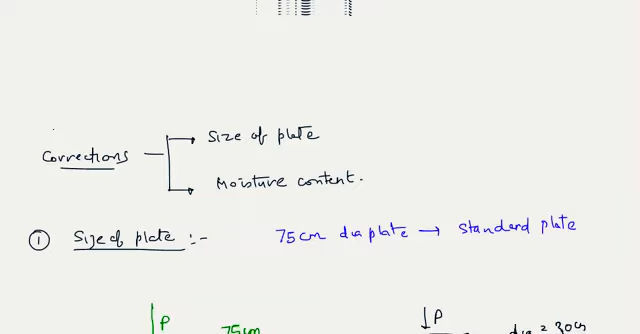 Corrections
Size of plate
Moisture content.
① Size of plate :- 75cm dia plate → Standard plate
P 75cm P dia = 30cm